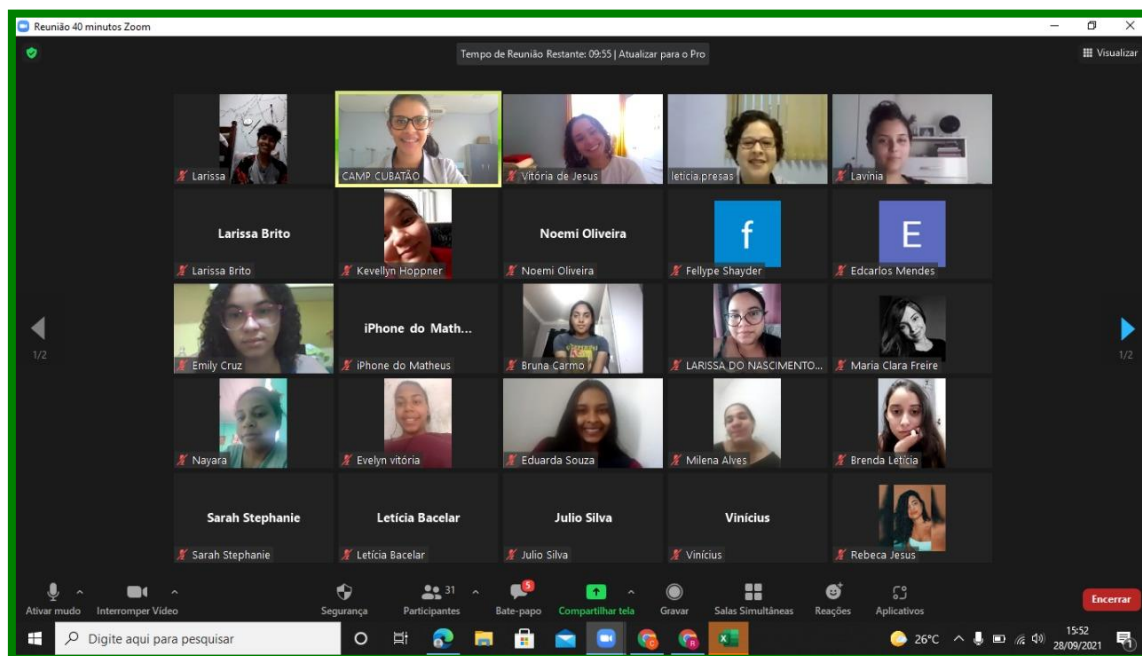 Reunião 40 minutos Zoom
Tempo de Reunião Restante: 09:55 | Atualizar para o Pro
Visualizar
Larissa
CAMP CUBATÃO
Vitória de Jesus
leticia.presas
Lavínia
Larissa Brito
Noemi Oliveira
f
E
Larissa Brito
Kevellyn Hoppner
Noemi Oliveira
Fellype Shayder
Edcarlos Mendes
1/2
iPhone do Math...
1/2
Emily Cruz
iPhone do Matheus
Bruna Carmo
LARISSA DO NASCIMENTO...
Maria Clara Freire
Nayara
Evelyn vitória
Eduarda Souza
Milena Alves
Brenda Letícia
Sarah Stephanie
Letícia Bacelar
Julio Silva
Vinícius
Sarah Stephanie
Letícia Bacelar
Julio Silva
Vinícius
Rebeca Jesus
31
5
Ativar mudo
Interromper Vídeo
Segurança
Participantes
Bate-papo
Compartilhar tela
Gravar
Salas Simultâneas
Reações
Aplicativos
Encerrar
Digite aqui para pesquisar
26°C
15:52
28/09/2021
1